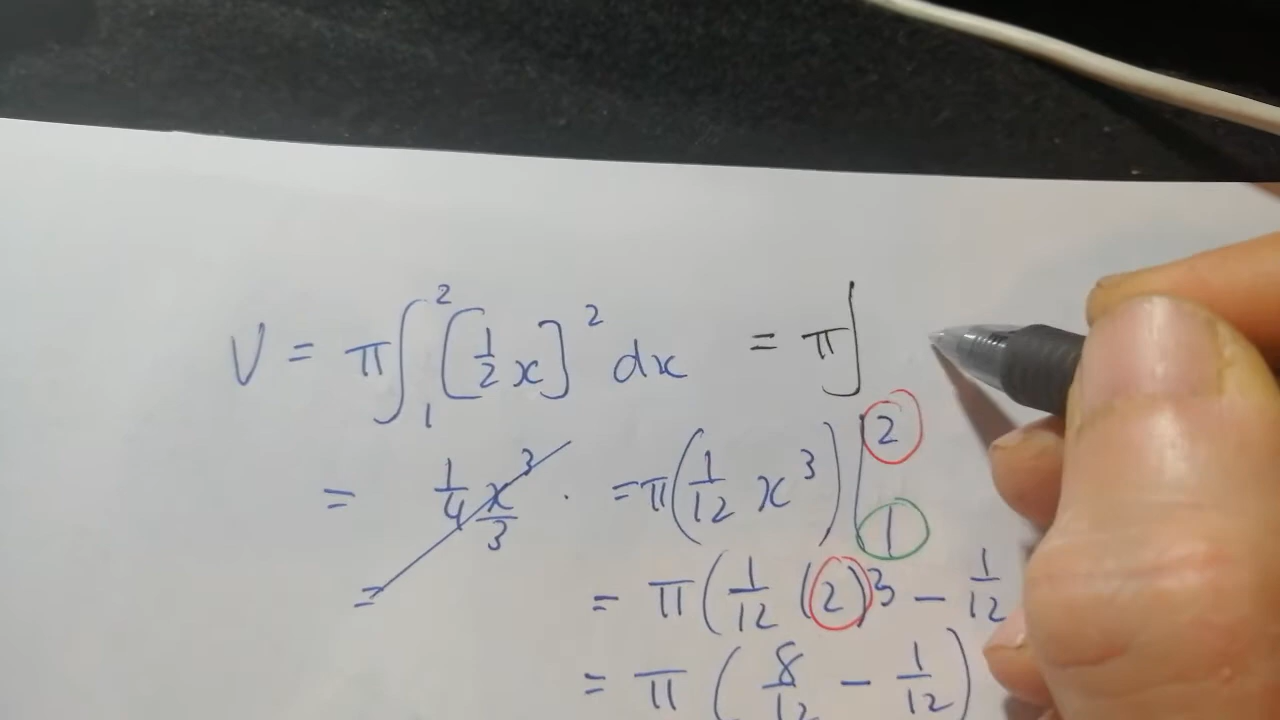 V = π∫₁² [½x]² dx = π∫
= ¼ x³/3 . = π(1/12 x³)|₁²
=
= π(1/12 (2)³ − 1/12
= π(8/12 − 1/12)